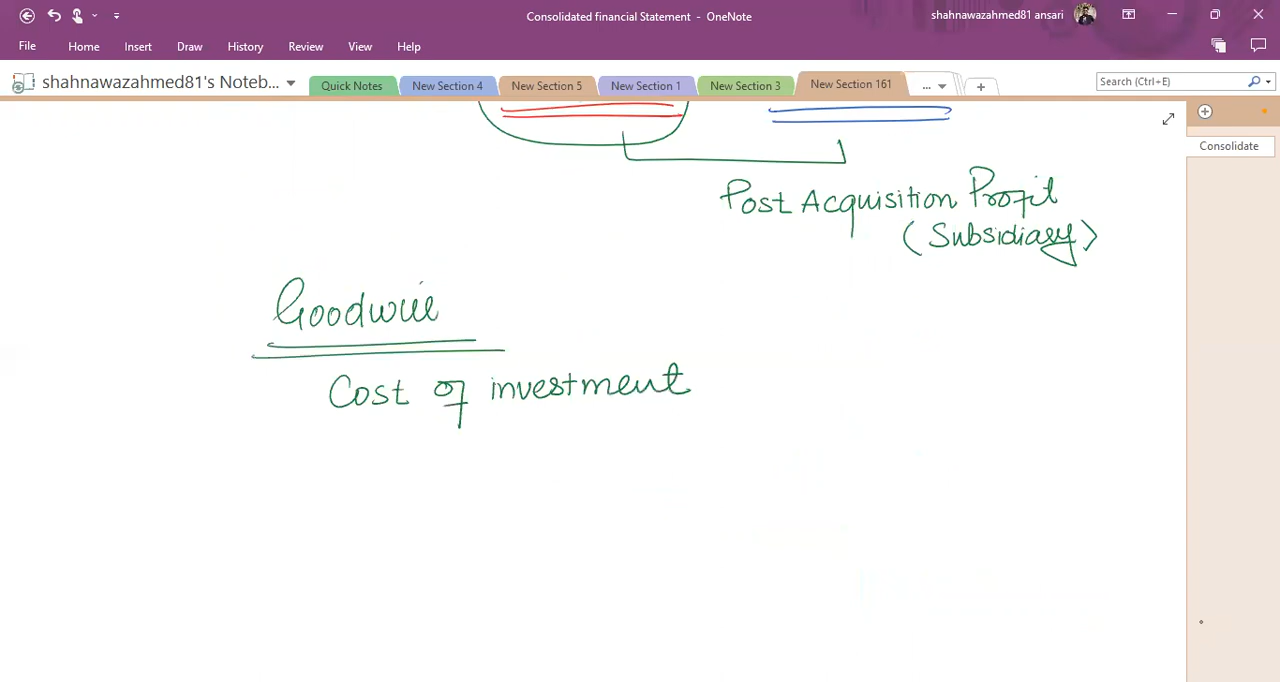 Consolidated financial Statement - OneNote
shahnawazahmed81 ansari
File Home Insert Draw History Review View Help
shahnawazahmed81's Noteb... Quick Notes New Section 4 New Section 5 New Section 1 New Section 3 New Section 161 ... Search (Ctrl+E)
Consolidate
Post Acquisition Profit
(Subsidiary)
Goodwill
Cost of investment